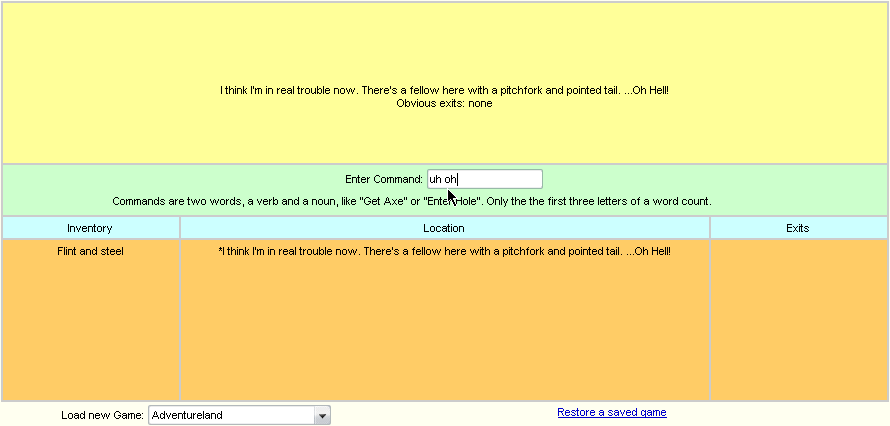 I think I'm in real trouble now. There's a fellow here with a pitchfork and pointed tail. ...Oh Hell!
Obvious exits: none
Enter Command: uh oh
Commands are two words, a verb and a noun, like "Get Axe" or "Enter Hole". Only the the first three letters of a word count.
Inventory Location Exits
Flint and steel *I think I'm in real trouble now. There's a fellow here with a pitchfork and pointed tail. ...Oh Hell!
Load new Game: Adventureland Restore a saved game